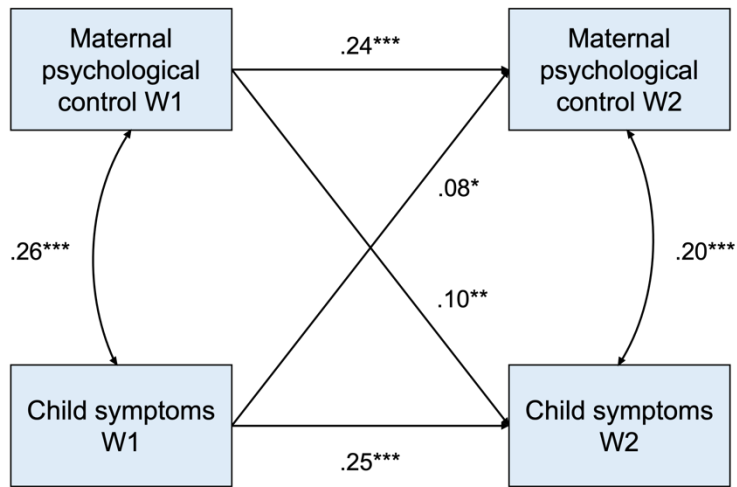 Maternal
psychological
control W1
.24***
Maternal
psychological
control W2
.08*
.26***
.20***
.10**
Child symptoms
W1
.25***
Child symptoms
W2